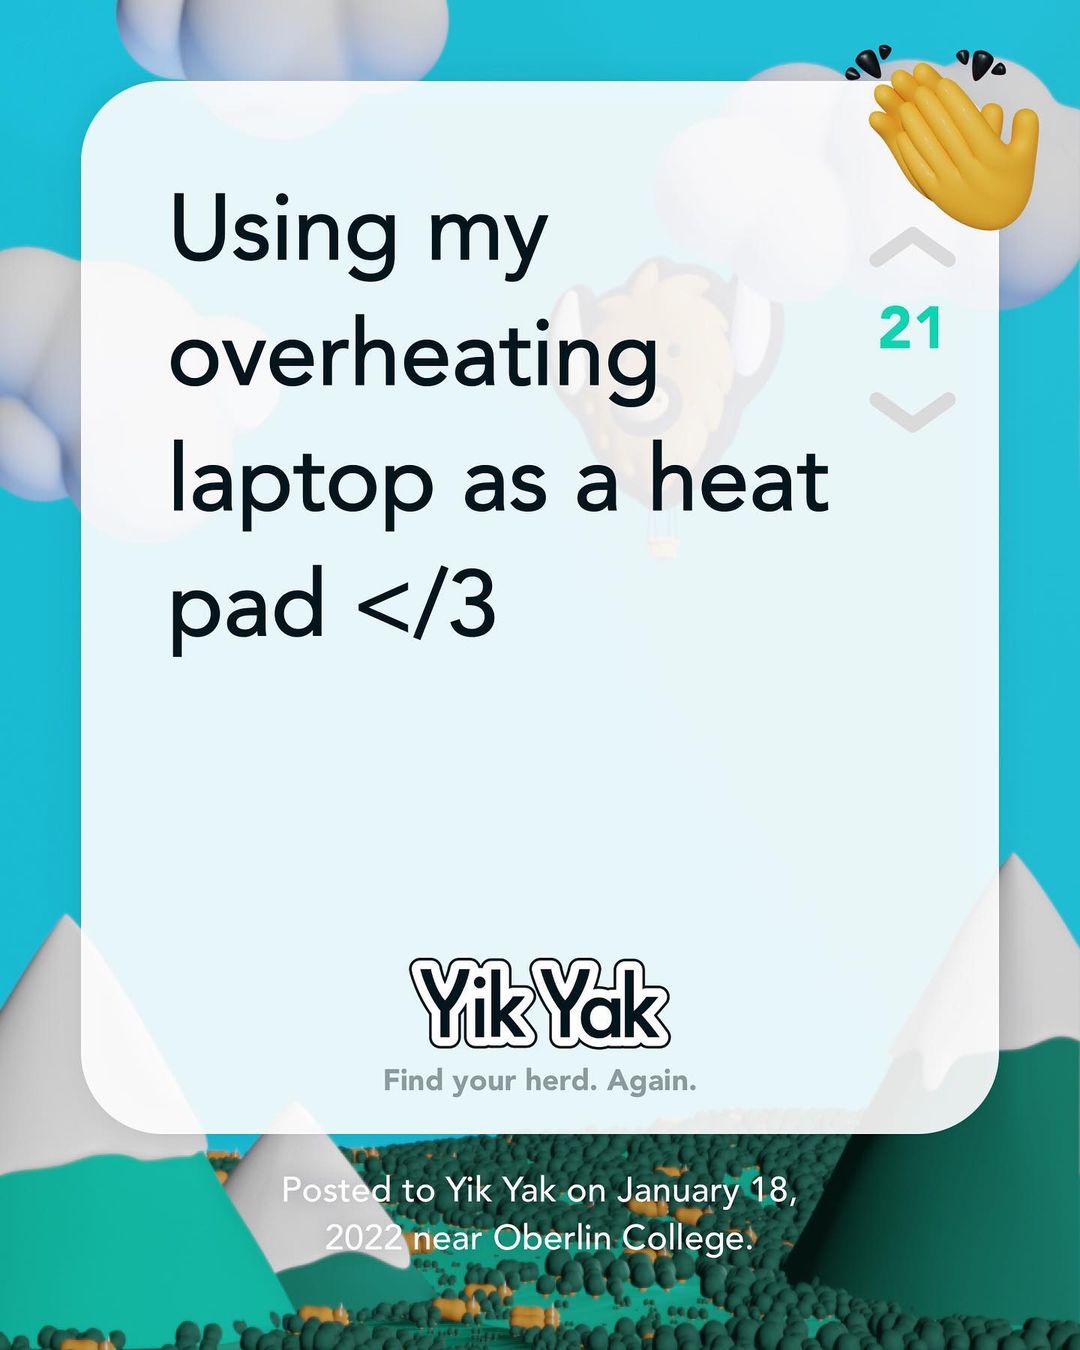 Using my
overheating
laptop as a heat
pad </3
21
Yik Yak
Find your herd. Again.
Posted to Yik Yak on January 18,
2022 near Oberlin College.